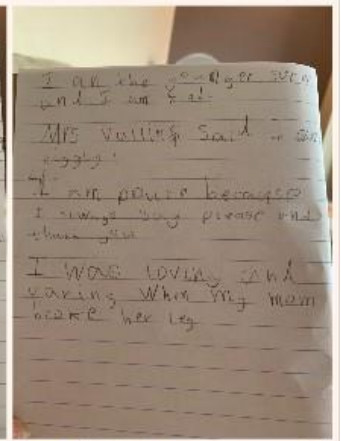 I am the younger
and I am
Mrs said
I am polite because
I always say please and
thank you
I was loving and
caring When my mom
broke her leg